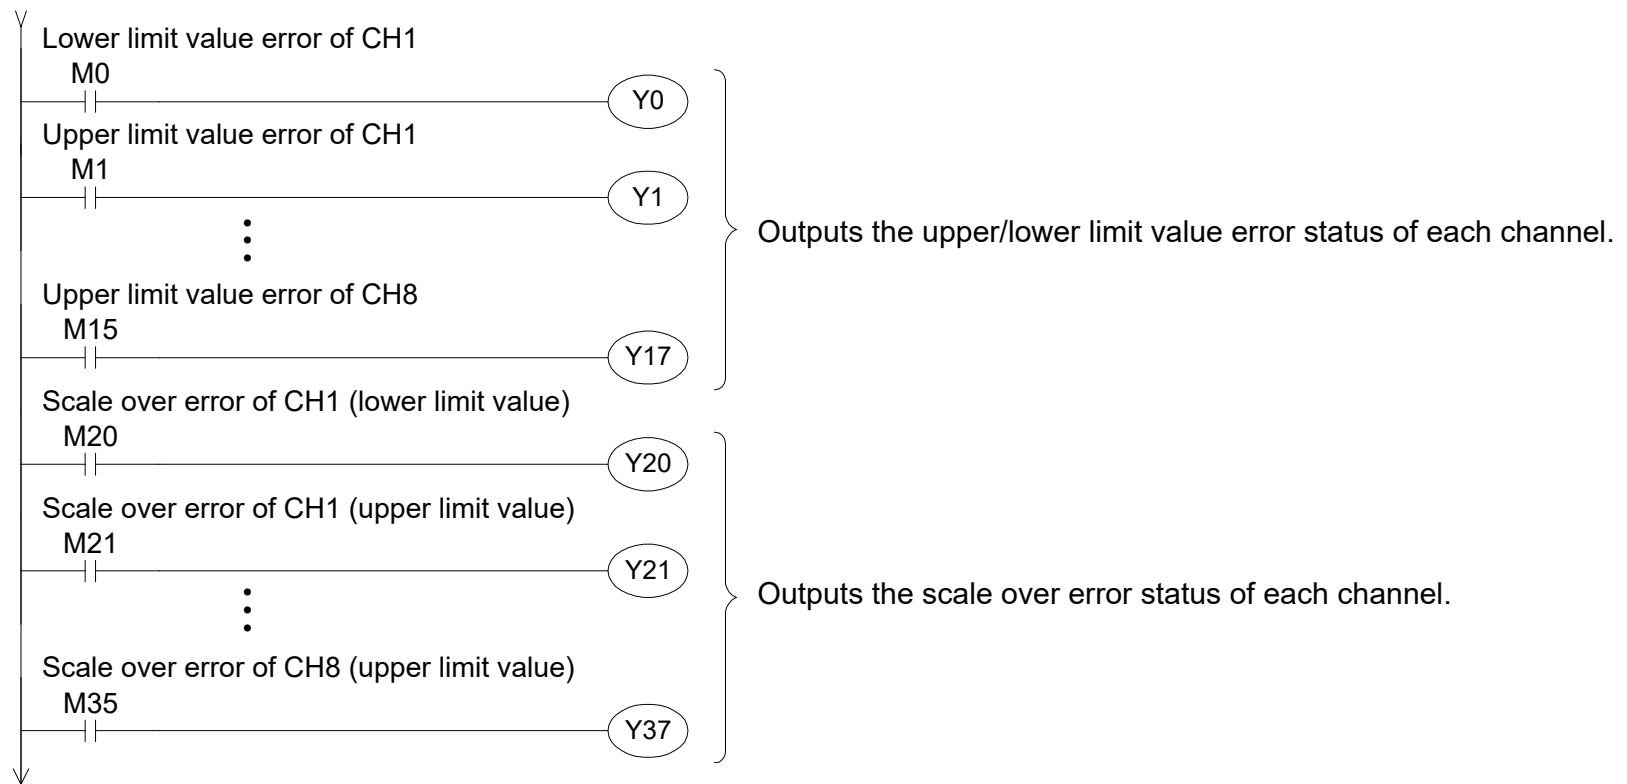 Lower limit value error of CH1
M0
Y0
Upper limit value error of CH1
M1
Y1
Outputs the upper/lower limit value error status of each channel.
Upper limit value error of CH8
M15
Y17
Scale over error of CH1 (lower limit value)
M20
Y20
Scale over error of CH1 (upper limit value)
M21
Y21
Outputs the scale over error status of each channel.
Scale over error of CH8 (upper limit value)
M35
Y37